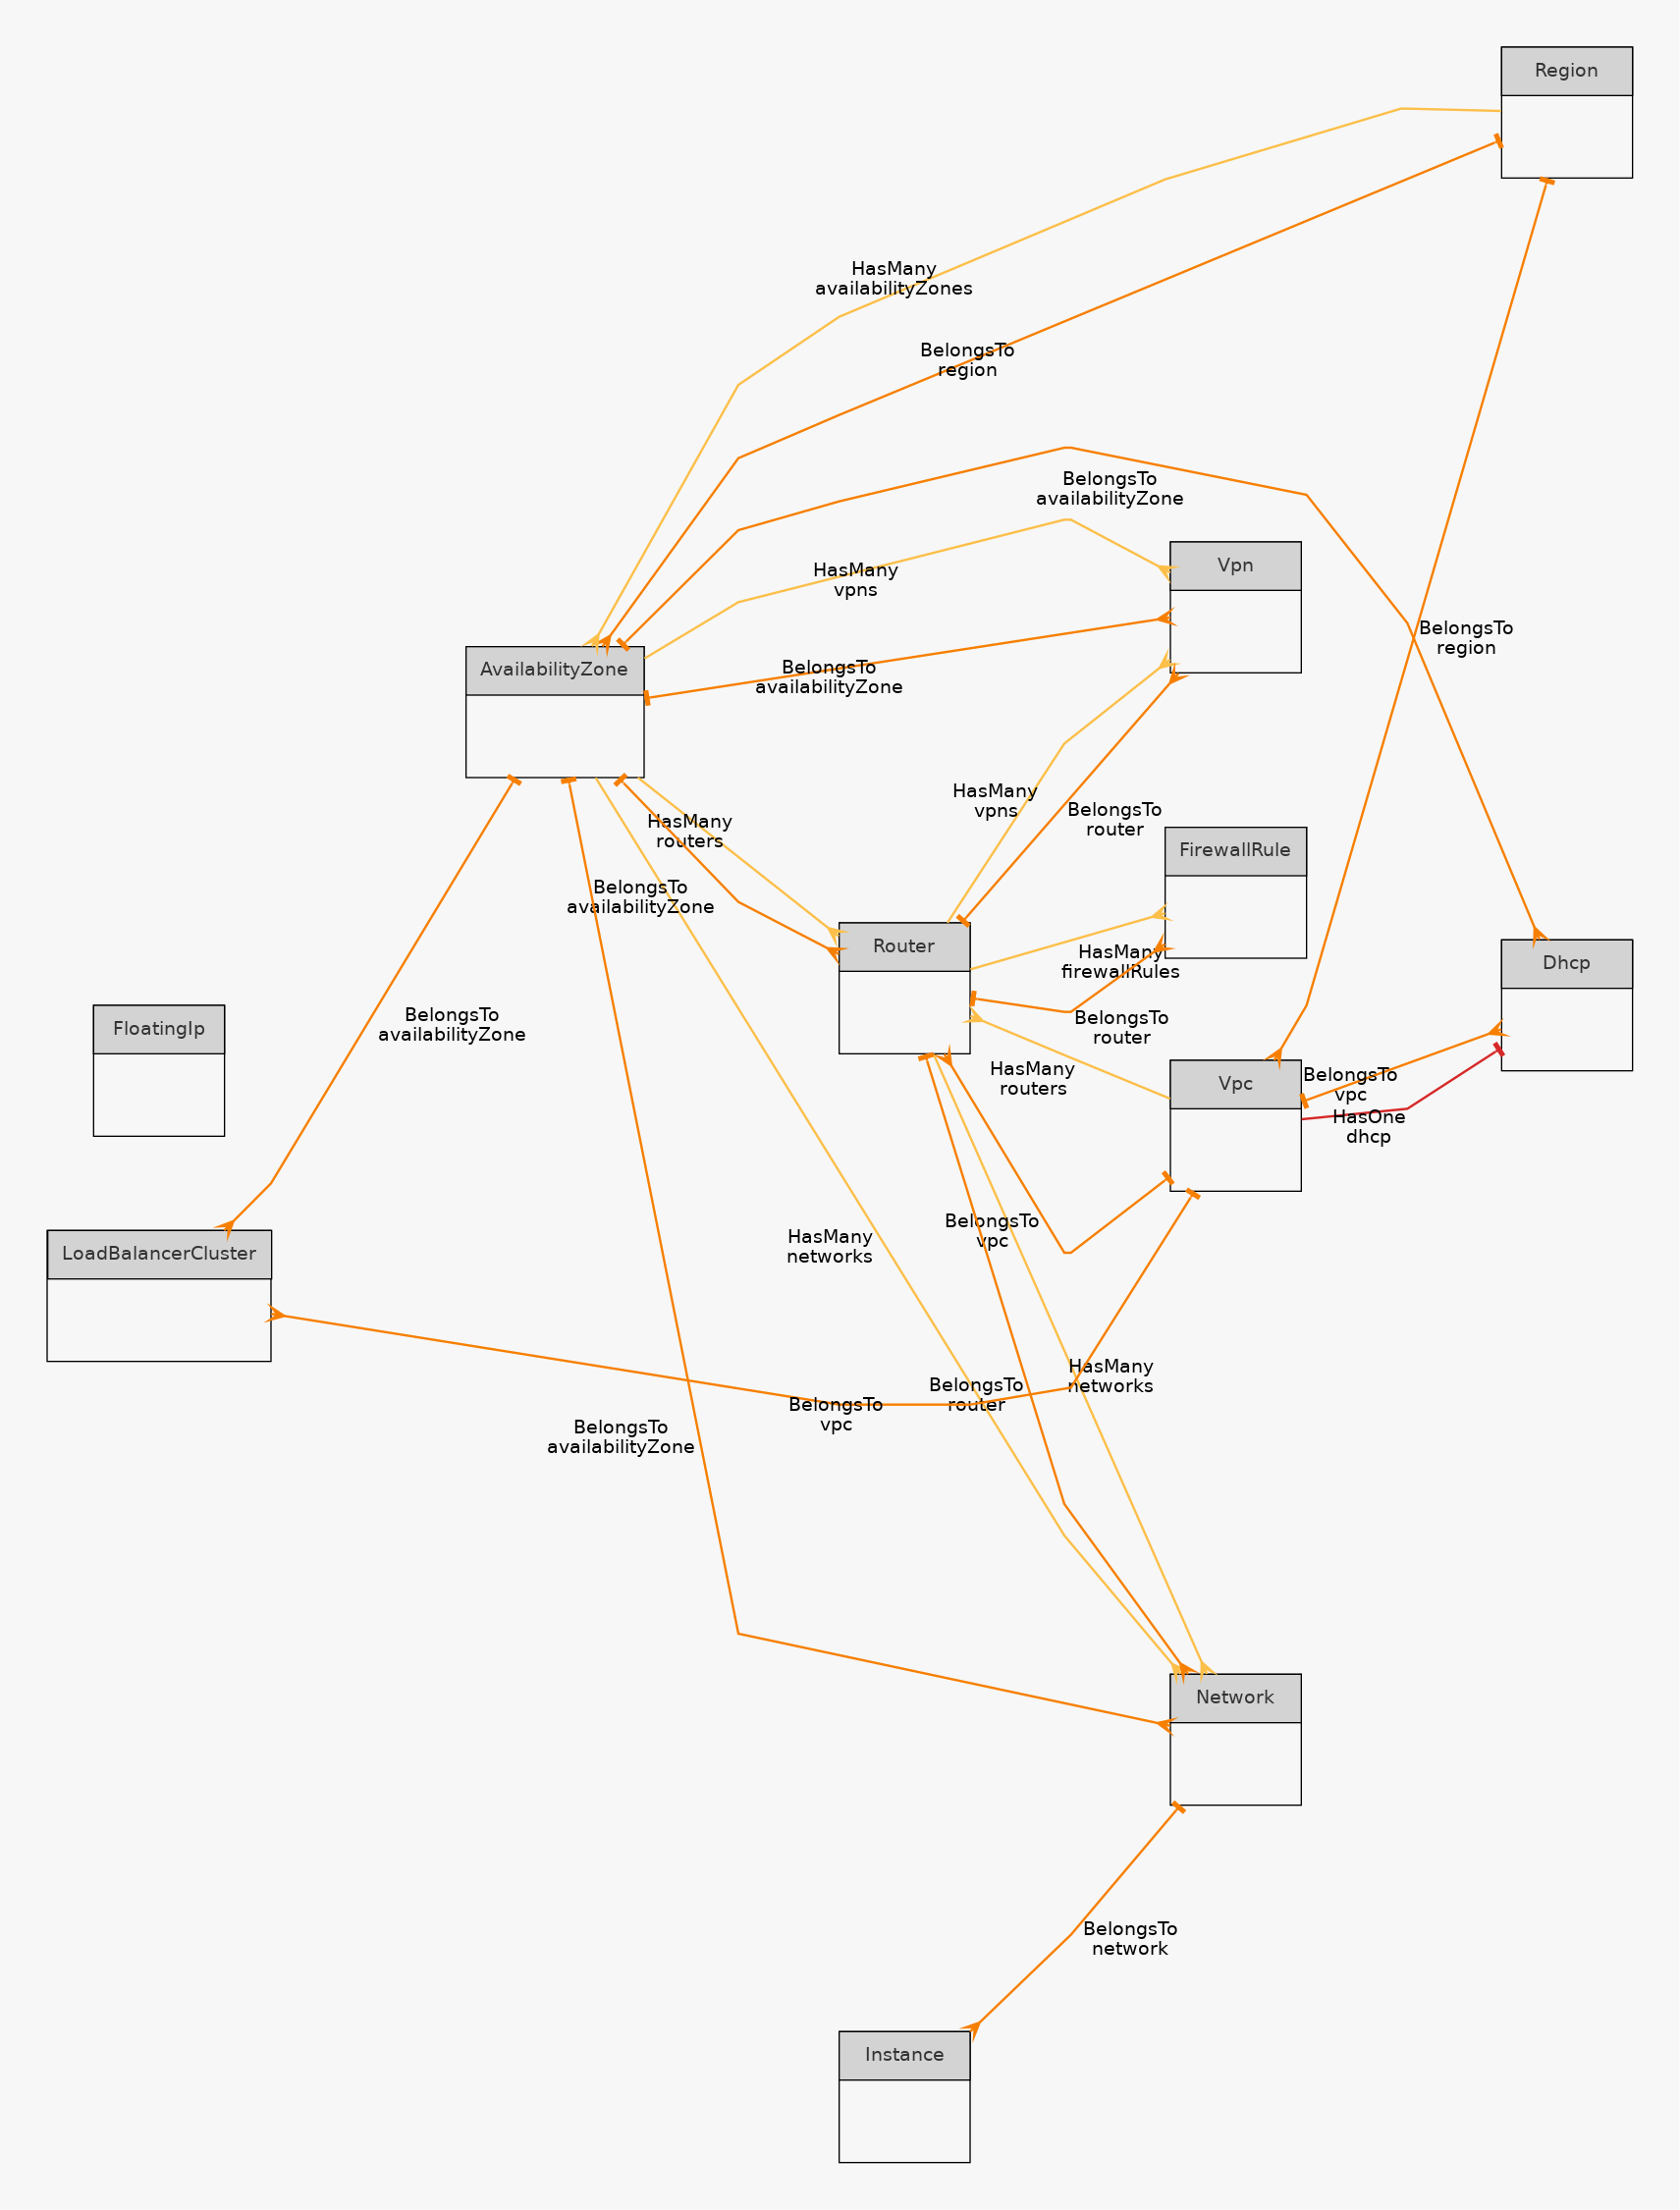 Region
HasMany
availabilityZones
BelongsTo
region
BelongsTo
availabilityZone
Vpn
HasMany
vpns
BelongsTo
region
AvailabilityZone
BelongsTo
availabilityZone
HasMany
vpns
BelongsTo
router
HasMany
routers
FirewallRule
BelongsTo
availabilityZone
Router
HasMany
firewallRules
Dhcp
FloatingIp
BelongsTo
availabilityZone
BelongsTo
router
HasMany
routers
Vpc
BelongsTo
vpc
HasOne
dhcp
LoadBalancerCluster
HasMany
networks
BelongsTo
vpc
HasMany
networks
BelongsTo
router
BelongsTo
vpc
BelongsTo
availabilityZone
Network
BelongsTo
network
Instance